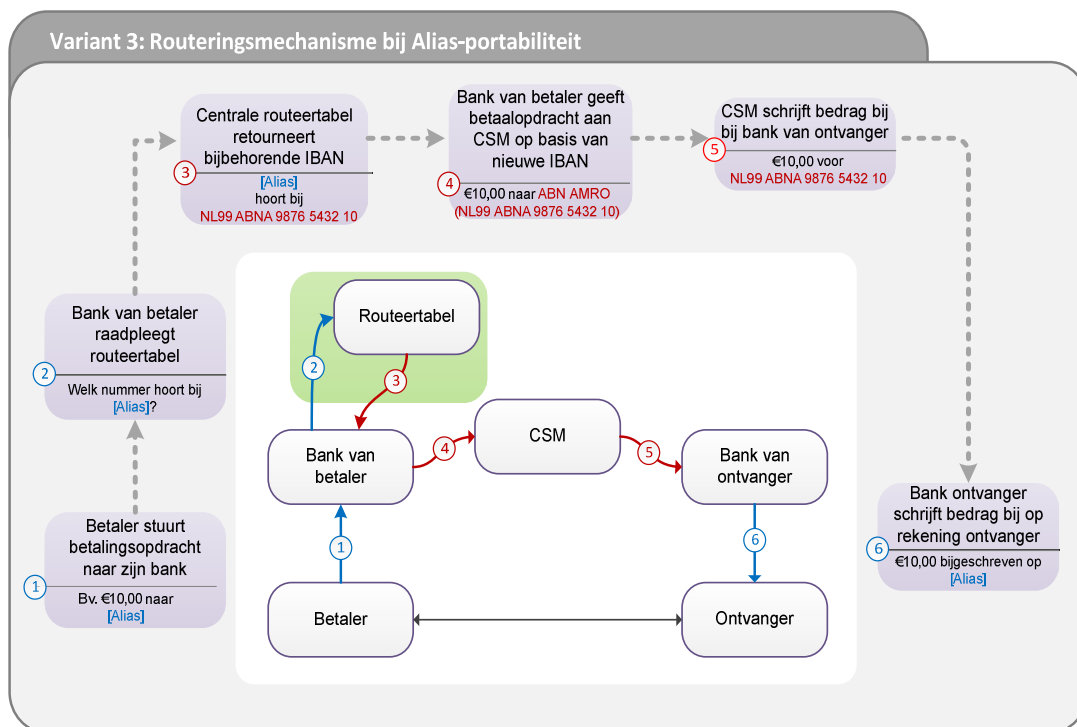 Variant 3: Routeringsmechanisme bij Alias-portabiliteit
1
Betaler stuurt
betalingsopdracht
naar zijn bank
Bv. €10,00 naar
[Alias]
2
Bank van betaler
raadpleegt
routeertabel
Welk nummer hoort bij
[Alias]?
3
Centrale routeertabel
retourneert
bijbehorende IBAN
[Alias]
hoort bij
NL99 ABNA 9876 5432 10
4
Bank van betaler geeft
betaalopdracht aan
CSM op basis van
nieuwe IBAN
€10,00 naar ABN AMRO
(NL99 ABNA 9876 5432 10)
5
CSM schrijft bedrag bij
bij bank van ontvanger
€10,00 voor
NL99 ABNA 9876 5432 10
6
Bank ontvanger
schrijft bedrag bij op
rekening ontvanger
€10,00 bijgeschreven op
[Alias]
Routeertabel
2
3
Bank van
betaler
4
CSM
5
Bank van
ontvanger
1
6
Betaler
Ontvanger